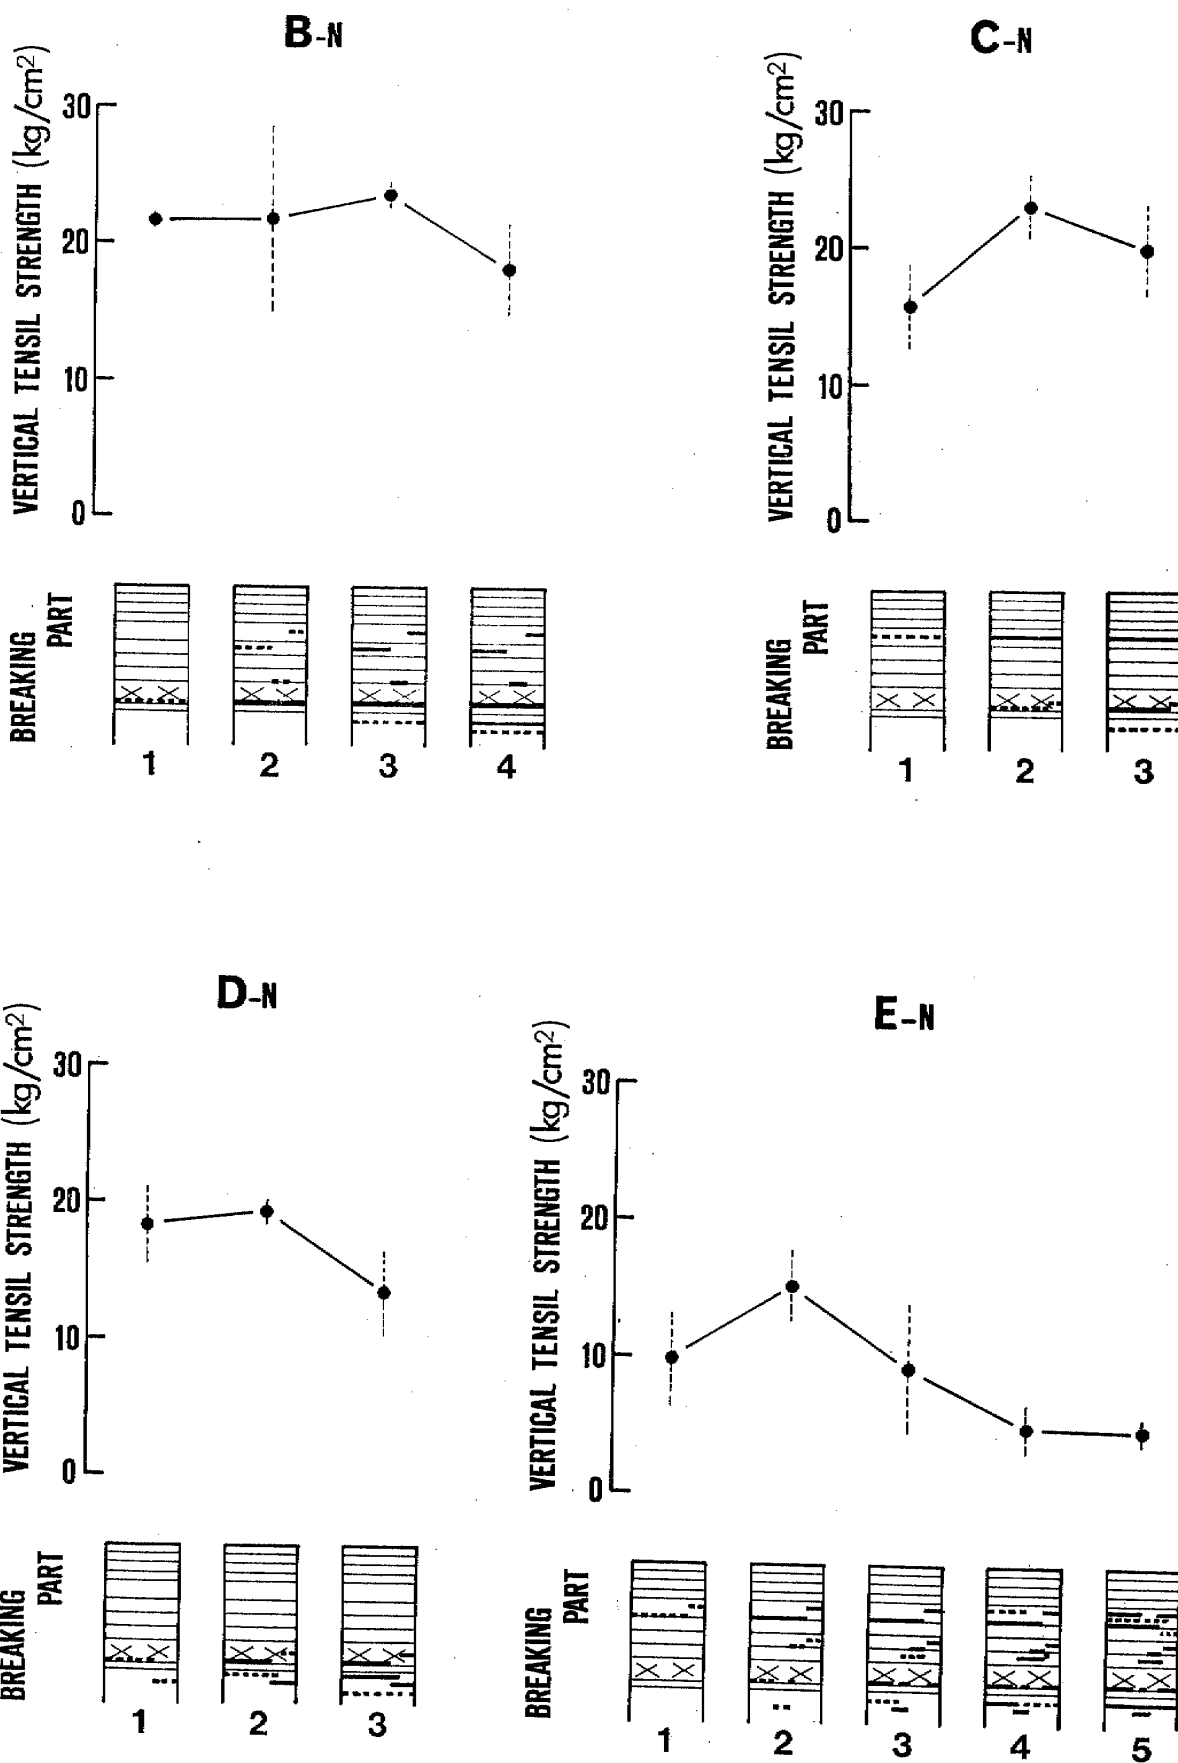 B-N
VERTICAL TENSIL STRENGTH (kg/cm²)
30
20
10
0
BREAKING PART
1 2 3 4
C-N
VERTICAL TENSIL STRENGTH (kg/cm²)
30
20
10
0
BREAKING PART
1 2 3
D-N
VERTICAL TENSIL STRENGTH (kg/cm²)
30
20
10
0
BREAKING PART
1 2 3
E-N
VERTICAL TENSIL STRENGTH (kg/cm²)
30
20
10
0
BREAKING PART
1 2 3 4 5